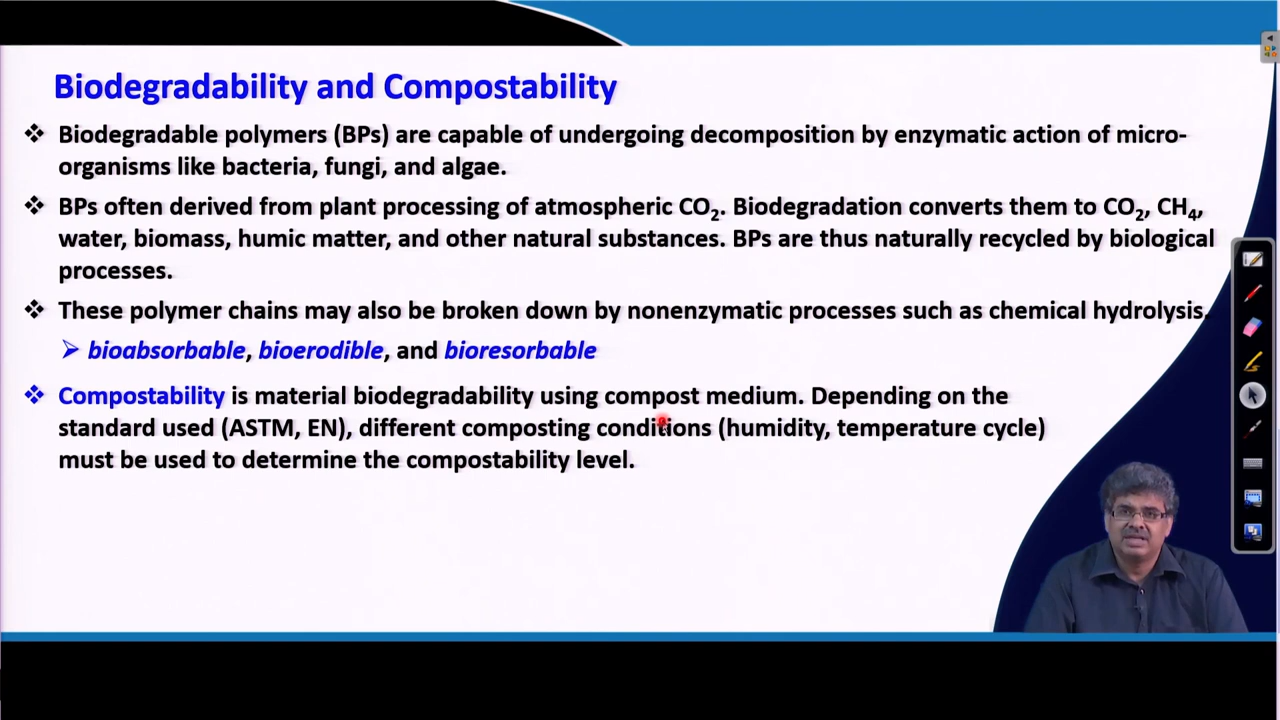 Biodegradability and Compostability
❖ Biodegradable polymers (BPs) are capable of undergoing decomposition by enzymatic action of micro-
organisms like bacteria, fungi, and algae.
❖ BPs often derived from plant processing of atmospheric CO₂. Biodegradation converts them to CO₂, CH₄,
water, biomass, humic matter, and other natural substances. BPs are thus naturally recycled by biological
processes.
❖ These polymer chains may also be broken down by nonenzymatic processes such as chemical hydrolysis.
➢ bioabsorbable, bioerodible, and bioresorbable
❖ Compostability is material biodegradability using compost medium. Depending on the
standard used (ASTM, EN), different composting conditions (humidity, temperature cycle)
must be used to determine the compostability level.